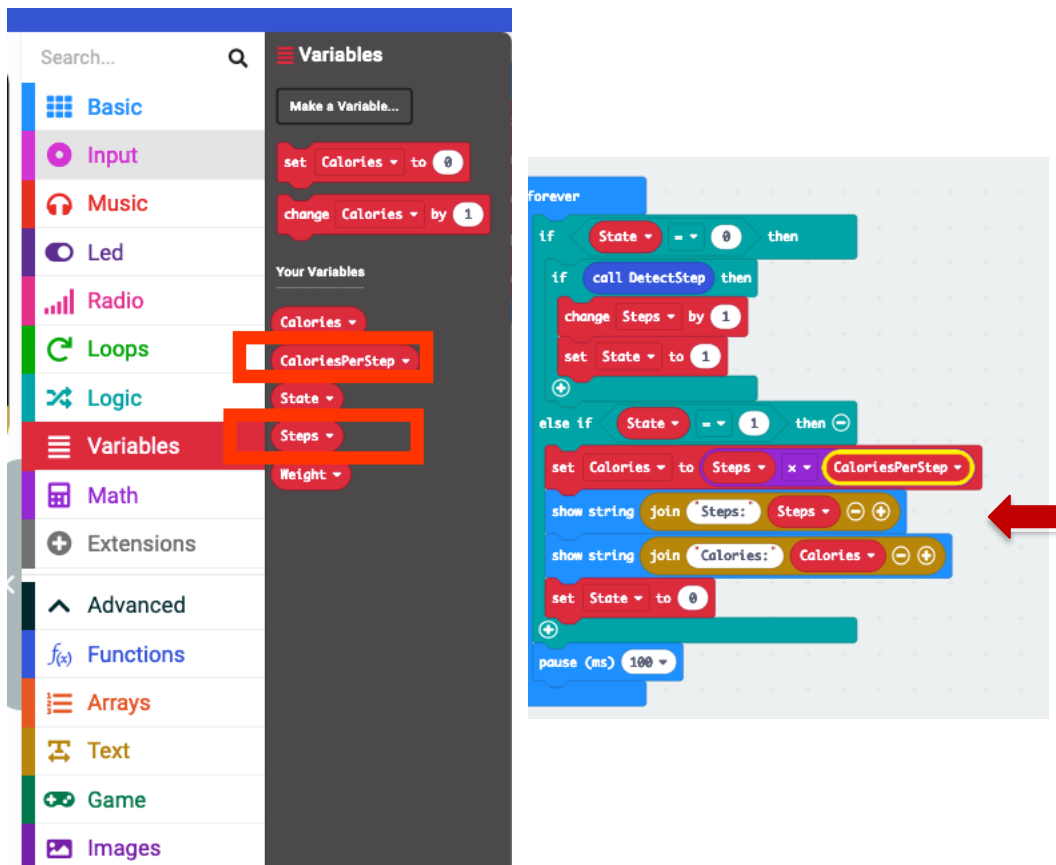 Search...
Basic
Input
Music
Led
Radio
Loops
Logic
Variables
Math
Extensions
Advanced
f(x) Functions
Arrays
Text
Game
Images
Variables
Make a Variable...
set Calories to 0
change Calories by 1
Your Variables
Calories
CaloriesPerStep
State
Steps
Weight
forever
if State = 0 then
if call DetectStep then
change Steps by 1
set State to 1
else if State = 1 then
set Calories to Steps × CaloriesPerStep
show string join "Steps:" Steps
show string join "Calories:" Calories
set State to 0
pause (ms) 100